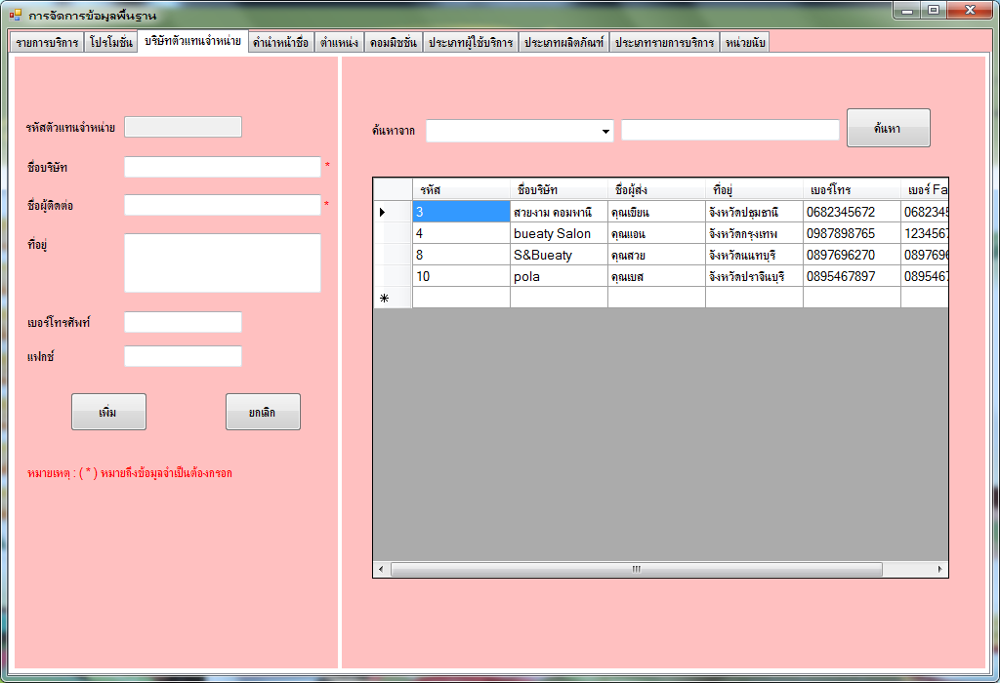 การจัดการข้อมูลพื้นฐาน
รายการบริการ โปรโมชั่น บริษัทตัวแทนจำหน่าย คำนำหน้าชื่อ ตำแหน่ง คอมมิชชั่น ประเภทผู้ใช้บริการ ประเภทผลิตภัณฑ์ ประเภทรายการบริการ หน่วยนับ
รหัสตัวแทนจำหน่าย
ชื่อบริษัท *
ชื่อผู้ติดต่อ *
ที่อยู่
เบอร์โทรศัพท์
แฟกซ์
เพิ่ม ยกเลิก
หมายเหตุ : ( * ) หมายถึงข้อมูลจำเป็นต้องกรอก
ค้นหาจาก ค้นหา
รหัส ชื่อบริษัท ชื่อผู้ส่ง ที่อยู่ เบอร์โทร เบอร์ Fa
3 สวยงาม คอมพานี คุณเขียน จังหวัดปทุมธานี 0682345672 0682345
4 bueaty Salon คุณแอน จังหวัดกรุงเทพ 0987898765 1234567
8 S&Bueaty คุณสวย จังหวัดนนทบุรี 0897696270 0897696
10 pola คุณเบส จังหวัดปราจีนบุรี 0895467897 0895467